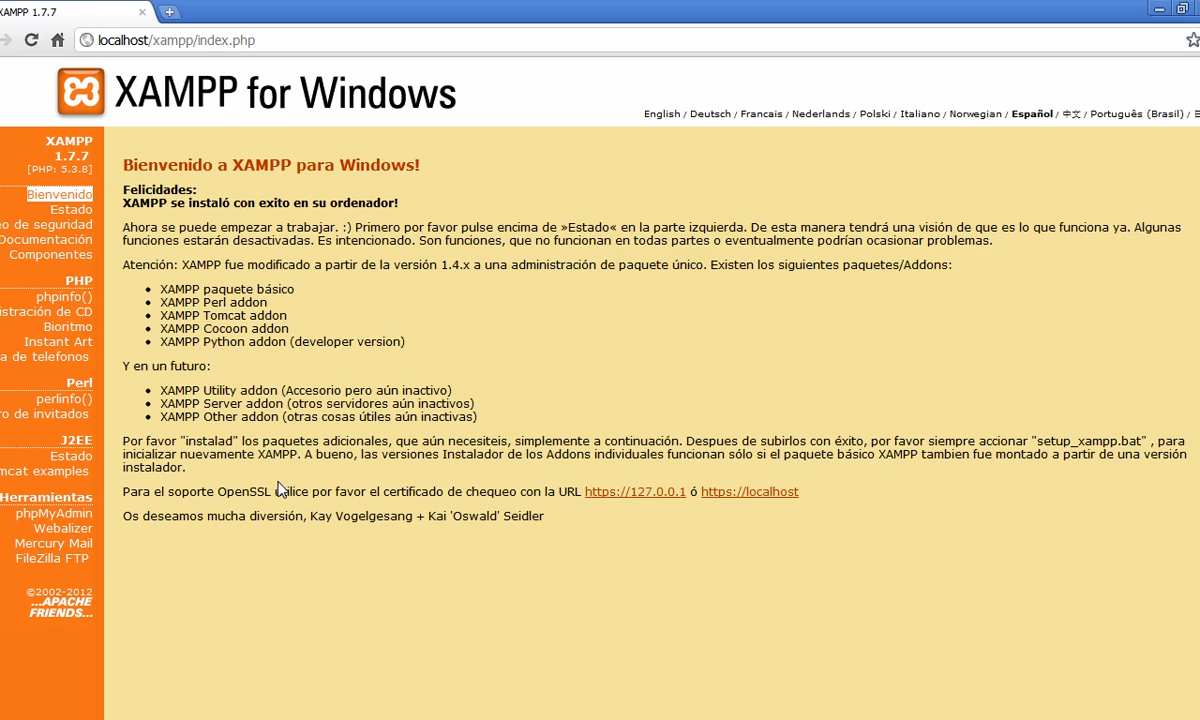 XAMPP 1.7.7
localhost/xampp/index.php
XAMPP for Windows
English / Deutsch / Francais / Nederlands / Polski / Italiano / Norwegian / Español / 中文 / Português (Brasil) /
XAMPP
1.7.7
[PHP: 5.3.8]
Bienvenido
Estado
o de seguridad
Documentación
Componentes
PHP
phpinfo()
istración de CD
Bioritmo
Instant Art
a de telefonos
Perl
perlinfo()
ro de invitados
J2EE
Estado
mcat examples
Herramientas
phpMyAdmin
Webalizer
Mercury Mail
FileZilla FTP
©2002-2012
...APACHE
FRIENDS...
Bienvenido a XAMPP para Windows!
Felicidades:
XAMPP se instaló con exito en su ordenador!
Ahora se puede empezar a trabajar. :) Primero por favor pulse encima de »Estado« en la parte izquierda. De esta manera tendrá una visión de que es lo que funciona ya. Algunas
funciones estarán desactivadas. Es intencionado. Son funciones, que no funcionan en todas partes o eventualmente podrían ocasionar problemas.
Atención: XAMPP fue modificado a partir de la versión 1.4.x a una administración de paquete único. Existen los siguientes paquetes/Addons:
• XAMPP paquete básico
• XAMPP Perl addon
• XAMPP Tomcat addon
• XAMPP Cocoon addon
• XAMPP Python addon (developer version)
Y en un futuro:
• XAMPP Utility addon (Accesorio pero aún inactivo)
• XAMPP Server addon (otros servidores aún inactivos)
• XAMPP Other addon (otras cosas útiles aún inactivas)
Por favor "instalad" los paquetes adicionales, que aún necesiteis, simplemente a continuación. Despues de subirlos con éxito, por favor siempre accionar "setup_xampp.bat" , para
inicializar nuevamente XAMPP. A bueno, las versiones Instalador de los Addons individuales funcionan sólo si el paquete básico XAMPP tambien fue montado a partir de una versión
instalador.
Para el soporte OpenSSL utilice por favor el certificado de chequeo con la URL https://127.0.0.1 ó https://localhost
Os deseamos mucha diversión, Kay Vogelgesang + Kai 'Oswald' Seidler